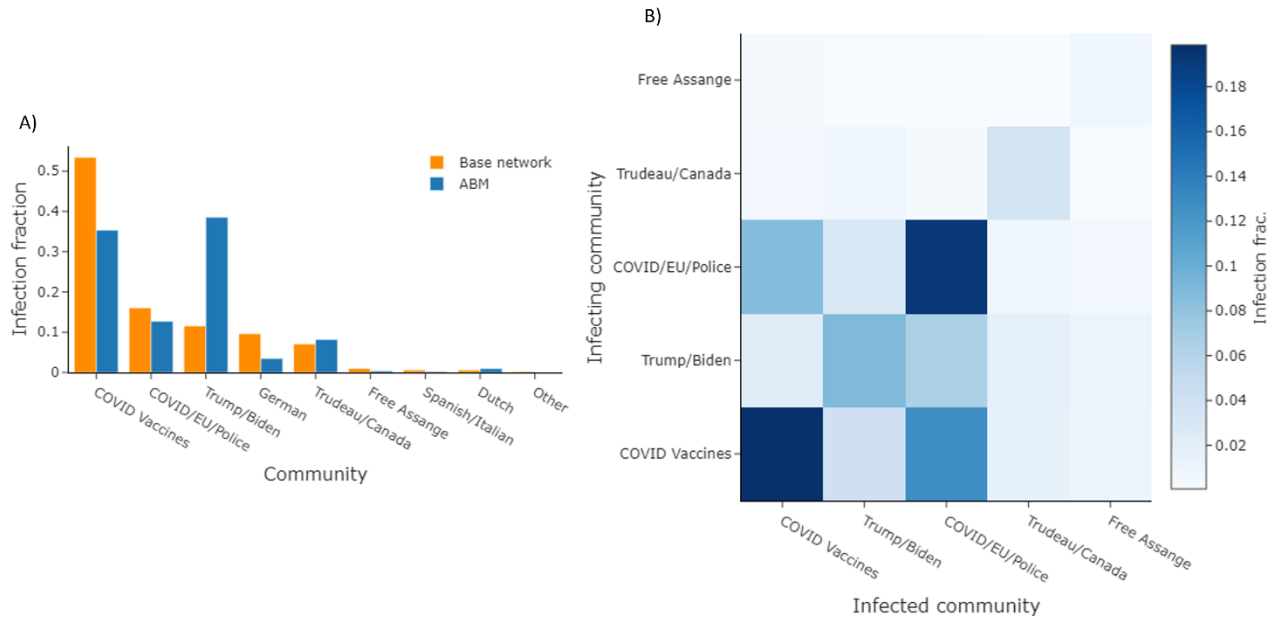 A)
Infection fraction
0.5
0.4
0.3
0.2
0.1
0
Base network
ABM
COVID Vaccines
COVID/EU/Police
Trump/Biden
German
Trudeau/Canada
Free Assange
Spanish/Italian
Dutch
Other
Community
B)
Infecting community
Free Assange
Trudeau/Canada
COVID/EU/Police
Trump/Biden
COVID Vaccines
COVID Vaccines
Trump/Biden
COVID/EU/Police
Trudeau/Canada
Free Assange
Infected community
0.18
0.16
0.14
0.12
0.1
0.08
0.06
0.04
0.02
Infection frac.